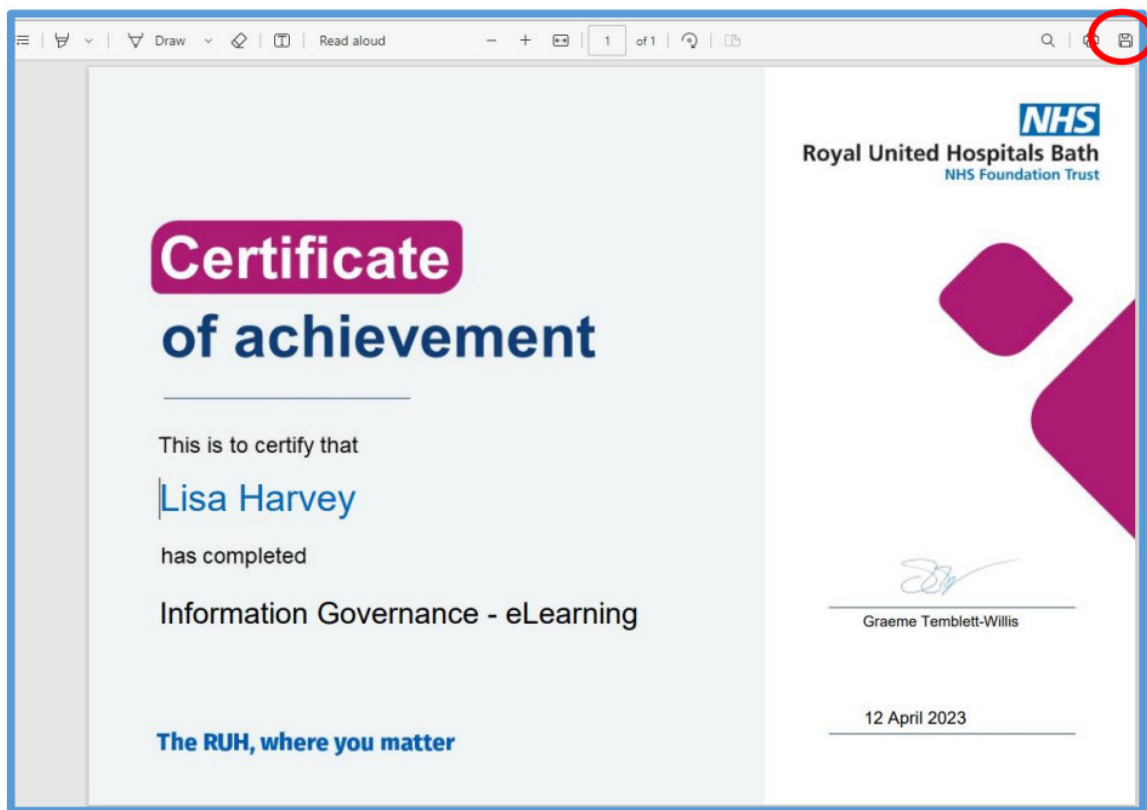 Draw
Read aloud
1 of 1
NHS
Royal United Hospitals Bath
NHS Foundation Trust
Certificate
of achievement
This is to certify that
Lisa Harvey
has completed
Information Governance - eLearning
Graeme Temblett-Willis
12 April 2023
The RUH, where you matter